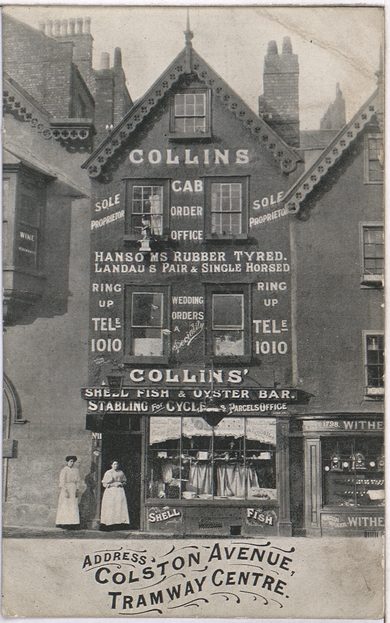 COLLINS
CAB
ORDER
OFFICE
SOLE
PROPRIETOR
SOLE
PROPRIETOR
HANSOMS RUBBER TYRED.
LANDAUS PAIR & SINGLE HORSED
RING
UP
TELE
1010
WEDDING
ORDERS
A
Speciality
RING
UP
TELE
1010
COLLINS'
SHELL FISH & OYSTER BAR.
STABLING For CYCLES & PARCELS OFFICE
SHELL
FISH
WINE
1798. WITHE
WITHE
ADDRESS:
COLSTON AVENUE,
TRAMWAY CENTRE.